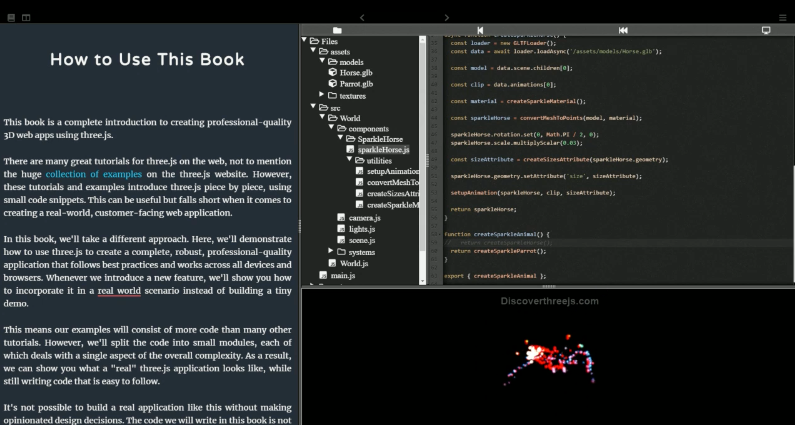 How to Use This Book
This book is a complete introduction to creating professional-quality
3D web apps using three.js.
There are many great tutorials for three.js on the web, not to mention
the huge collection of examples on the three.js website. However,
these tutorials and examples introduce three.js piece by piece, using
small code snippets. This can be useful but falls short when it comes to
creating a real-world, customer-facing web application.
In this book, we'll take a different approach. Here, we'll demonstrate
how to use three.js to create a complete, robust, professional-quality
application that follows best practices and works across all devices and
browsers. Whenever we introduce a new feature, we'll show you how
to incorporate it in a real world scenario instead of building a tiny
demo.
This means our examples will consist of more code than many other
tutorials. However, we'll split the code into small modules, each of
which deals with a single aspect of the overall complexity. As a result,
we can show you what a "real" three.js application looks like, while
still writing code that is easy to follow.
It's not possible to build a real application like this without making
opinionated design decisions. The code we will write in this book is not
Files
assets
models
Horse.glb
Parrot.glb
textures
src
World
components
SparkleHorse
sparkleHorse.js
utilities
setupAnimation
convertMeshTo
createSizesAttri
createSparkleM
camera.js
lights.js
scene.js
systems
World.js
main.js
const loader = new GLTFLoader();
const data = await loader.loadAsync('/assets/models/Horse.glb');
const model = data.scene.children[0];
const clip = data.animations[0];
const material = createSparkleMaterial();
const sparkleHorse = convertMeshToPoints(model, material);
sparkleHorse.rotation.set(0, Math.PI / 2, 0);
sparkleHorse.scale.multiplyScalar(0.03);
const sizeAttribute = createSizesAttribute(sparkleHorse.geometry);
sparkleHorse.geometry.setAttribute('size', sizeAttribute);
setupAnimation(sparkleHorse, clip, sizeAttribute);
return sparkleHorse;
}
function createSparkleAnimal() {
// return createSparkleHorse();
return createSparkleParrot();
}
export { createSparkleAnimal };
Discoverthreejs.com